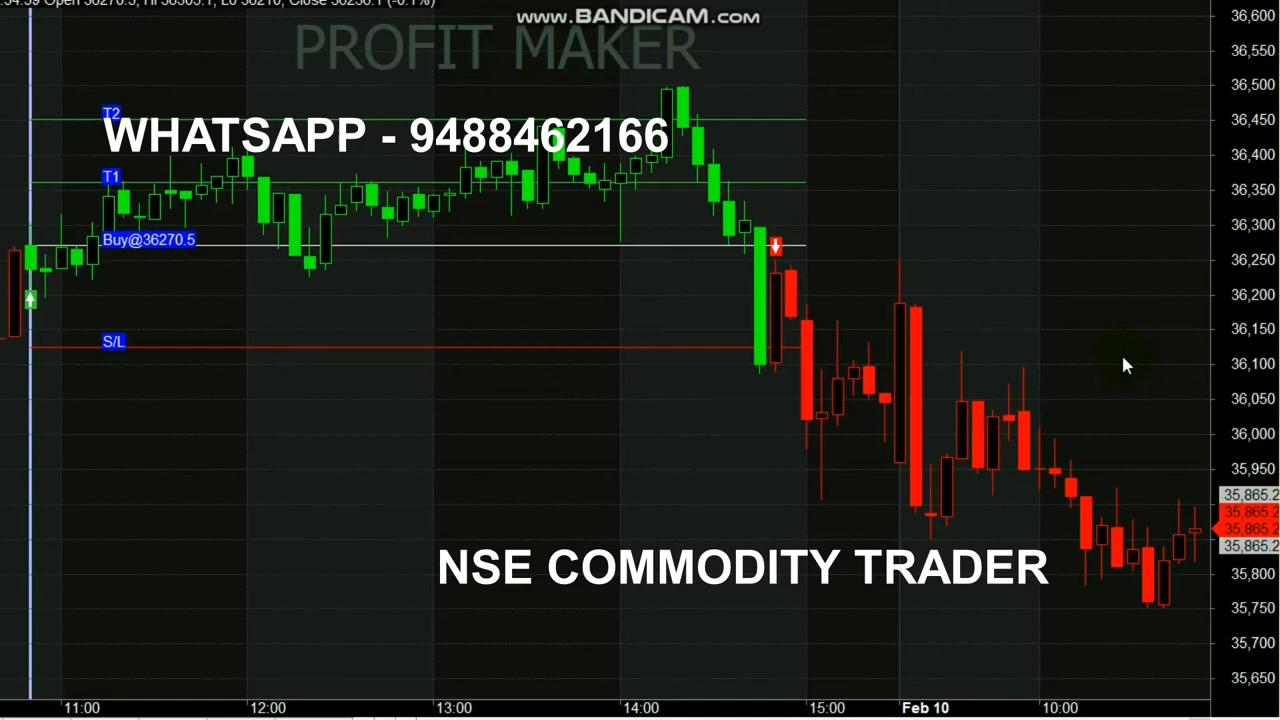 www.BANDICAM.com
PROFIT MAKER
36,600
36,550
36,500
T2
36,450
WHATSAPP - 9488462166
36,400
T1
36,350
36,300
Buy@36270.5
36,250
36,200
36,150
S/L
36,100
36,050
36,000
35,950
35,865.2
35,865.2
35,865.2
35,865.2
NSE COMMODITY TRADER
35,800
35,750
35,700
35,650
11:00 12:00 13:00 14:00 15:00 Feb 10 10:00